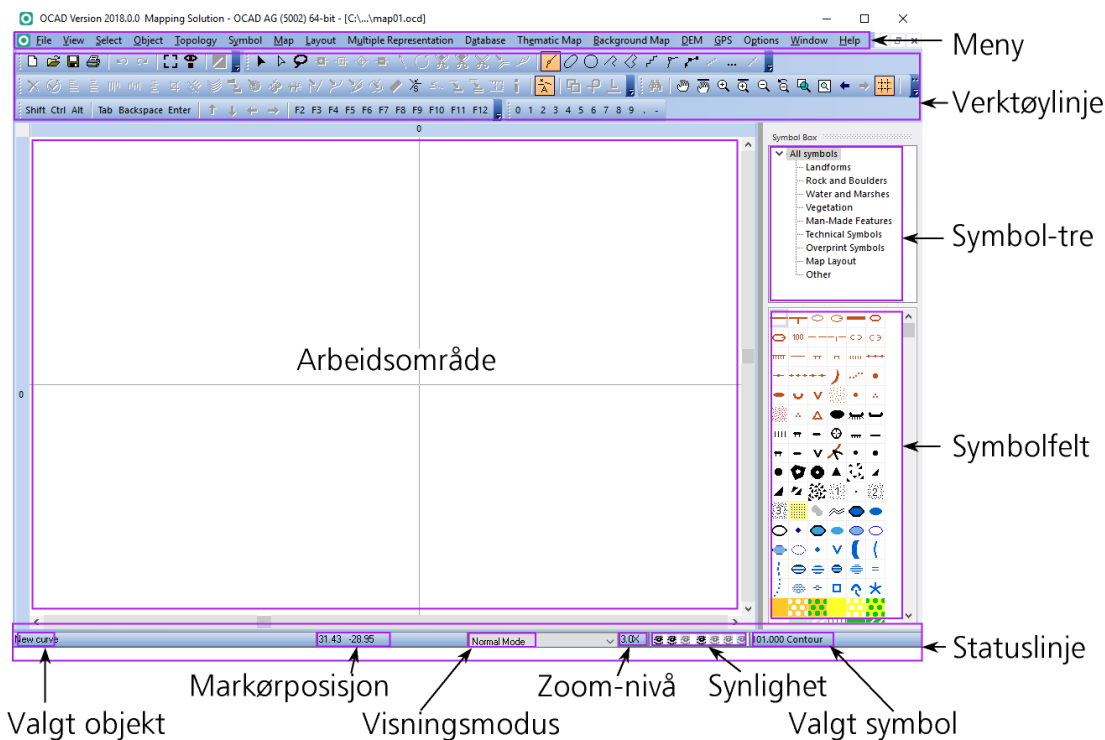 OCAD Version 2018.0.0 Mapping Solution - OCAD AG (5002) 64-bit - [C:\...\map01.ocd]
File View Select Object Topology Symbol Map Layout Multiple Representation Database Thematic Map Background Map DEM GPS Options Window Help
Meny
Verktøylinje
Shift Ctrl Alt Tab Backspace Enter F2 F3 F4 F5 F6 F7 F8 F9 F10 F11 F12 0 1 2 3 4 5 6 7 8 9 . -
0
Symbol Box
All symbols
Landforms
Rock and Boulders
Water and Marshes
Vegetation
Man-Made Features
Technical Symbols
Overprint Symbols
Map Layout
Other
Symbol-tre
100
Arbeidsområde
0
Symbolfelt
1
2
3
New curve 31.43 -28.95 Normal Mode 3.0X 101.000 Contour
Statuslinje
Markørposisjon Zoom-nivå Synlighet
Valgt objekt Visningsmodus Valgt symbol